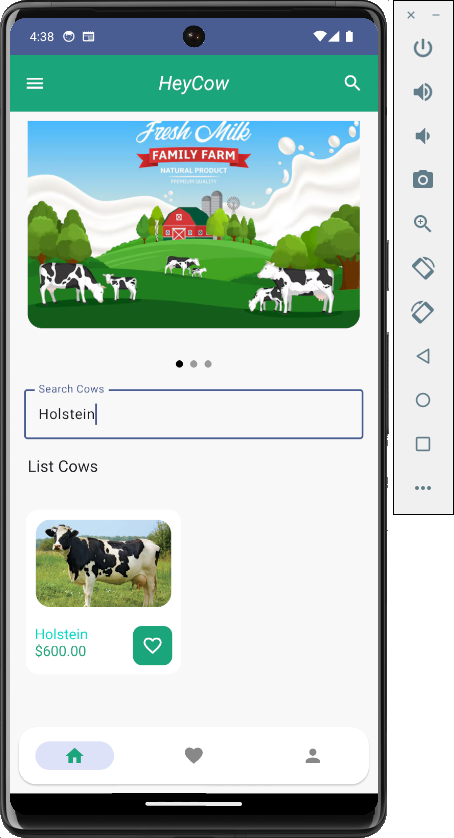 4:38
HeyCow
Fresh Milk
FAMILY FARM
NATURAL PRODUCT
PREMIUM QUALITY
Search Cows
Holstein
List Cows
Holstein
$600.00